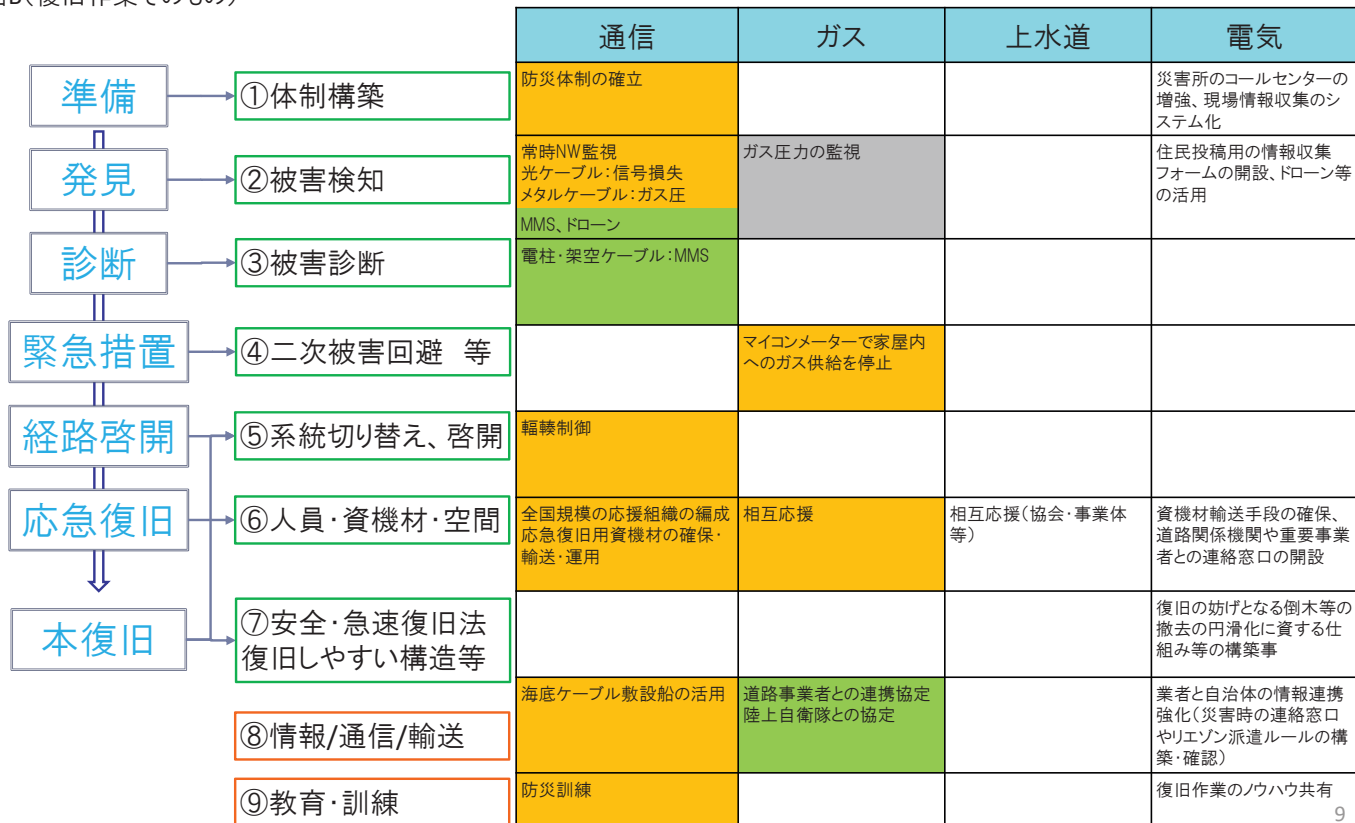 旧作業そのもの)
通信
ガス
上水道
電気
準備
①体制構築
防災体制の確立
災害所のコールセンターの
増強、現場情報収集のシ
ステム化
発見
②被害検知
常時NW監視
光ケーブル：信号損失
メタルケーブル：ガス圧
MMS、ドローン
ガス圧力の監視
住民投稿用の情報収集
フォームの開設、ドローン等
の活用
診断
③被害診断
電柱・架空ケーブル：MMS
緊急措置
④二次被害回避　等
マイコンメーターで家屋内
へのガス供給を停止
経路啓開
⑤系統切り替え、啓開
輻輳制御
応急復旧
⑥人員・資機材・空間
全国規模の応援組織の編成
応急復旧用資機材の確保・
輸送・運用
相互応援
相互応援（協会・事業体
等）
資機材輸送手段の確保、
道路関係機関や重要事業
者との連絡窓口の開設
本復旧
⑦安全・急速復旧法
復旧しやすい構造等
復旧の妨げとなる倒木等の
撤去の円滑化に資する仕
組み等の構築事
⑧情報/通信/輸送
海底ケーブル敷設船の活用
道路事業者との連携協定
陸上自衛隊との協定
業者と自治体の情報連携
強化（災害時の連絡窓口
やリエゾン派遣ルールの構
築・確認）
⑨教育・訓練
防災訓練
復旧作業のノウハウ共有
9